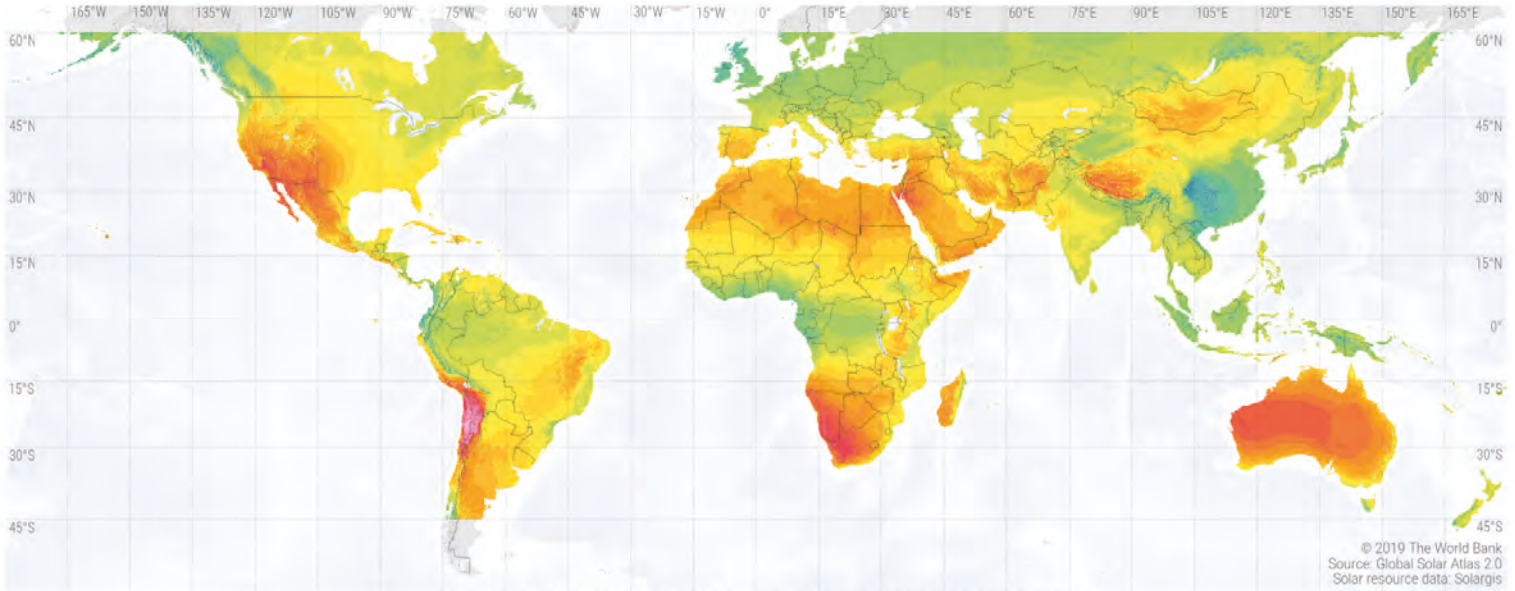 165°W 150°W 135°W 120°W 105°W 90°W 75°W 60°W 45°W 30°W 15°W 0° 15°E 30°E 45°E 60°E 75°E 90°E 105°E 120°E 135°E 150°E 165°E
60°N 60°N
45°N 45°N
30°N 30°N
15°N 15°N
0° 0°
15°S 15°S
30°S 30°S
45°S 45°S
© 2019 The World Bank
Source: Global Solar Atlas 2.0
Solar resource data: Solargis